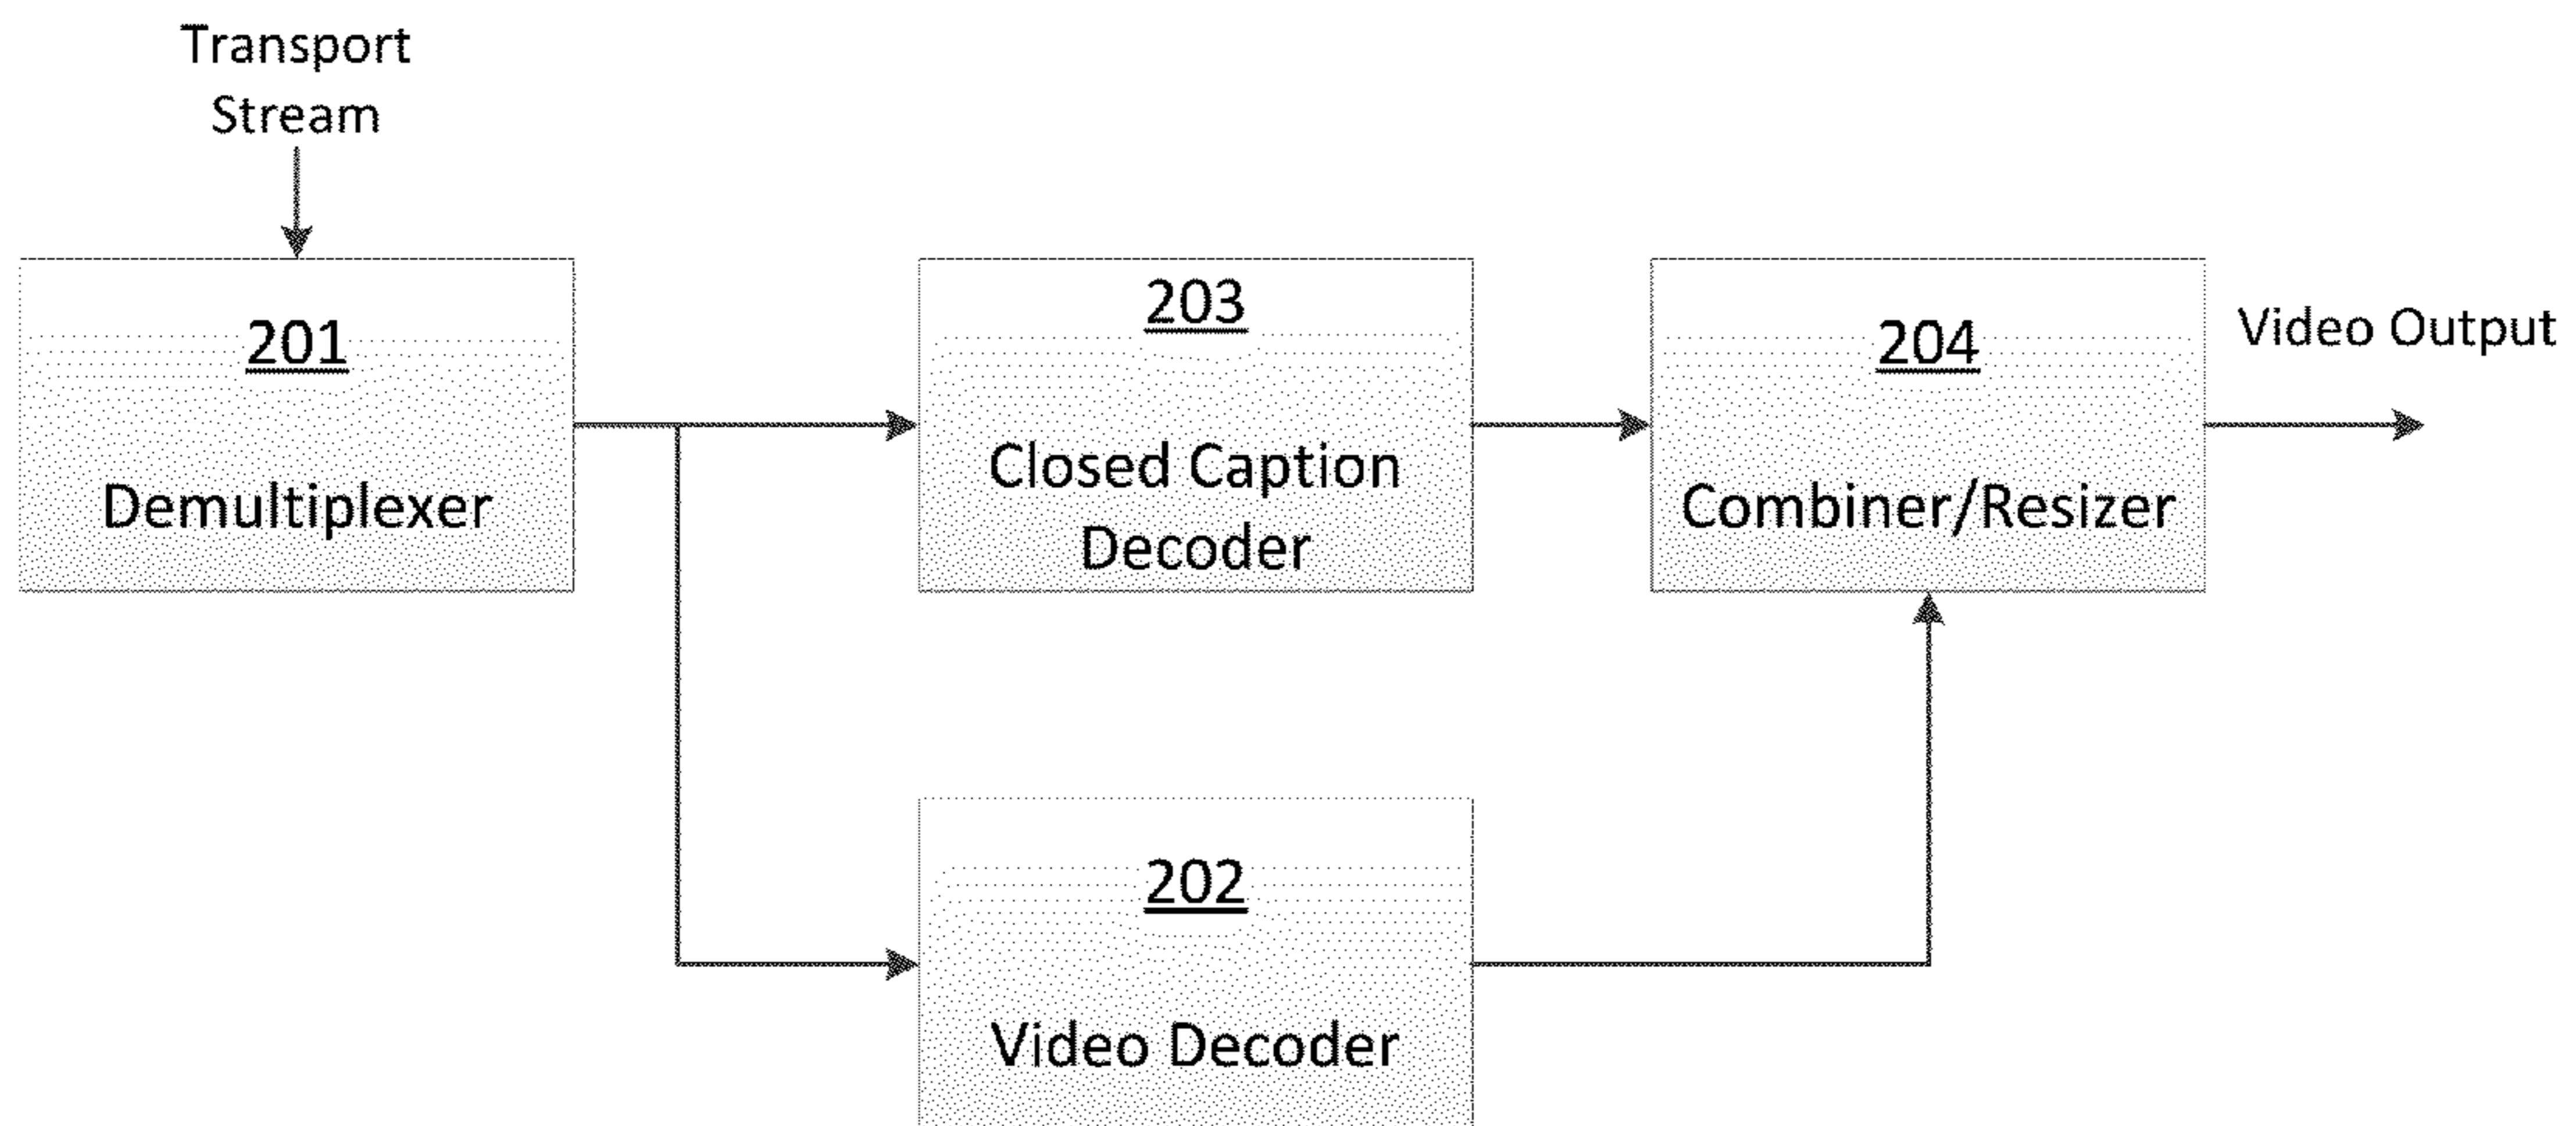 Transport
Stream
201
Demultiplexer
203
Closed Caption
Decoder
204
Combiner/Resizer
Video Output
202
Video Decoder